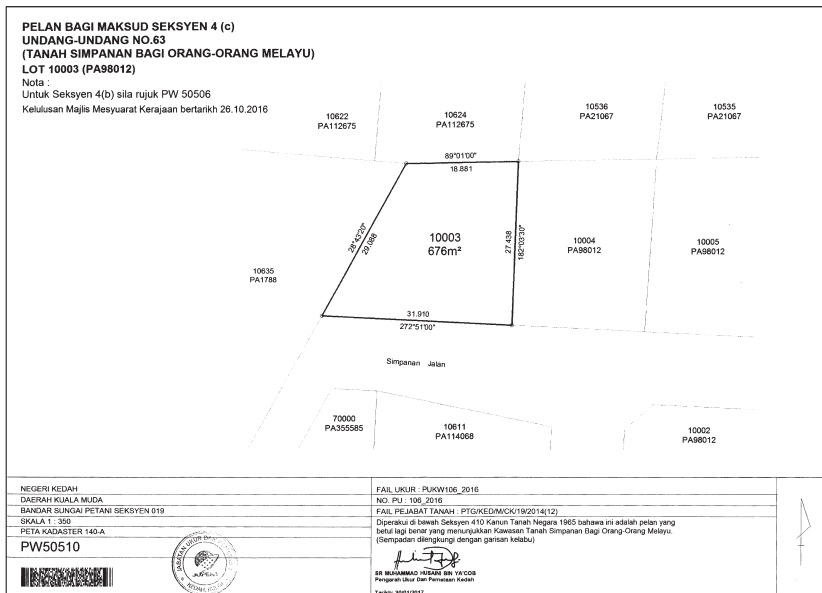 PELAN BAGI MAKSUD SEKSYEN 4 (c)
UNDANG-UNDANG NO.63
(TANAH SIMPANAN BAGI ORANG-ORANG MELAYU)
LOT 10003 (PA98012)
Nota :
Untuk Seksyen 4(b) sila rujuk PW 50506
Kelulusan Majlis Mesyuarat Kerajaan bertarikh 26.10.2016
10622
PA112675
10624
PA112675
10536
PA21067
10535
PA21067
89°01'00"
18.881
28°43'20"
29.088
10003
676m²
27.438
182°03'30"
10004
PA98012
10005
PA98012
10635
PA1788
31.910
272°51'00"
Simpanan Jalan
70000
PA355585
10611
PA114068
10002
PA98012
NEGERI KEDAH
DAERAH KUALA MUDA
BANDAR SUNGAI PETANI SEKSYEN 019
SKALA 1 : 350
PETA KADASTER 140-A
PW50510
FAIL UKUR : PUKW106_2016
NO. PU : 106_2016
FAIL PEJABAT TANAH : PTG/KED/M/CK/19/2014(12)
Diperakui di bawah Seksyen 410 Kanun Tanah Negara 1965 bahawa ini adalah pelan yang
betul lagi benar yang menunjukkan Kawasan Tanah Simpanan Bagi Orang-Orang Melayu.
(Sempadan dilengkungi dengan garisan kelabu)
SR MUHAMMAD HUSAINI BIN YA'COB
Pengarah Ukur Dan Pemetaan Kedah
Tarikh: 30/01/2017